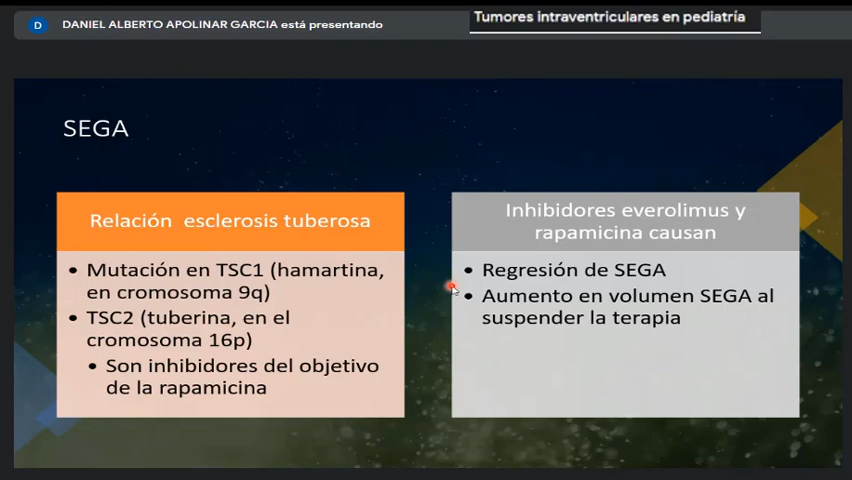 D
DANIEL ALBERTO APOLINAR GARCIA está presentando
Tumores intraventriculares en pediatría
SEGA
Relación esclerosis tuberosa
• Mutación en TSC1 (hamartina,
en cromosoma 9q)
• TSC2 (tuberina, en el
cromosoma 16p)
• Son inhibidores del objetivo
de la rapamicina
Inhibidores everolimus y
rapamicina causan
• Regresión de SEGA
• Aumento en volumen SEGA al
suspender la terapia